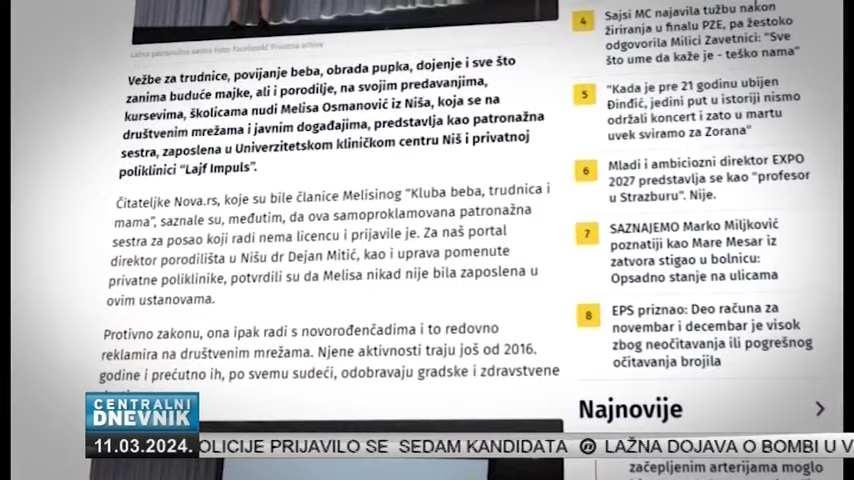 Lažna patronažna sestra Foto: Facebook/ Privatna arhiva
Vežbe za trudnice, povijanje beba, obrada pupka, dojenje i sve što
zanima buduće majke, ali i porodilje, na svojim predavanjima,
kursevima, školicama nudi Melisa Osmanović iz Niša, koja se na
društvenim mrežama i javnim događajima, predstavlja kao patronažna
sestra, zaposlena u Univerzitetskom kliničkom centru Niš i privatnoj
poliklinici “Lajf Impuls”.
Čitateljke Nova.rs, koje su bile članice Melisinog “Kluba beba, trudnica i
mama”, saznale su, međutim, da ova samoproklamovana patronažna
sestra za posao koji radi nema licencu i prijavile je. Za naš portal
direktor porodilišta u Nišu dr Dejan Mitić, kao i uprava pomenute
privatne poliklinike, potvrdili su da Melisa nikad nije bila zaposlena u
ovim ustanovama.
Protivno zakonu, ona ipak radi s novorođenčadima i to redovno
reklamira na društvenim mrežama. Njene aktivnosti traju još od 2016.
godine i prećutno ih, po svemu sudeći, odobravaju gradske i zdravstvene
4
Sajsi MC najavila tužbu nakon
žiriranja u finalu PZE, pa žestoko
odgovorila Milici Zavetnici: "Sve
što ume da kaže je - teško nama"
5
"Kada je pre 21 godinu ubijen
Đinđić, jedini put u istoriji nismo
održali koncert i zato u martu
uvek sviramo za Zorana"
6
Mladi i ambiciozni direktor EXPO
2027 predstavlja se kao "profesor
u Strazburu". Nije.
7
SAZNAJEMO Marko Miljković
poznatiji kao Mare Mesar iz
zatvora stigao u bolnicu:
Opsadno stanje na ulicama
8
EPS priznao: Deo računa za
novembar i decembar je visok
zbog neočitavanja ili pogrešnog
očitavanja brojila
Najnovije
CENTRALNI
DNEVNIK
11.03.2024. OLICIJE PRIJAVILO SE SEDAM KANDIDATA LAŽNA DOJAVA O BOMBI U V
začepljenim arterijama moglo